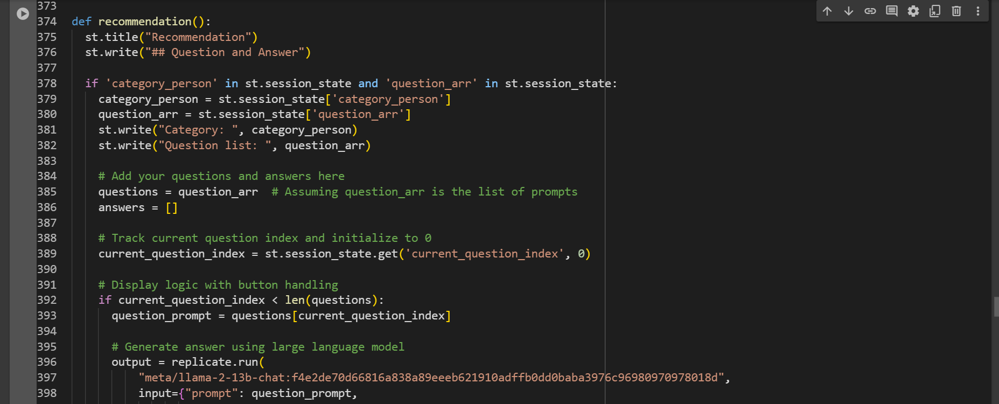 373
374 def recommendation():
375   st.title("Recommendation")
376   st.write("## Question and Answer")
377
378   if 'category_person' in st.session_state and 'question_arr' in st.session_state:
379     category_person = st.session_state['category_person']
380     question_arr = st.session_state['question_arr']
381     st.write("Category: ", category_person)
382     st.write("Question list: ", question_arr)
383
384     # Add your questions and answers here
385     questions = question_arr  # Assuming question_arr is the list of prompts
386     answers = []
387
388     # Track current question index and initialize to 0
389     current_question_index = st.session_state.get('current_question_index', 0)
390
391     # Display logic with button handling
392     if current_question_index < len(questions):
393       question_prompt = questions[current_question_index]
394
395       # Generate answer using large language model
396       output = replicate.run(
397           "meta/llama-2-13b-chat:f4e2de70d66816a838a89eeeb621910adffb0dd0baba3976c96980970978018d",
398           input={"prompt": question_prompt,